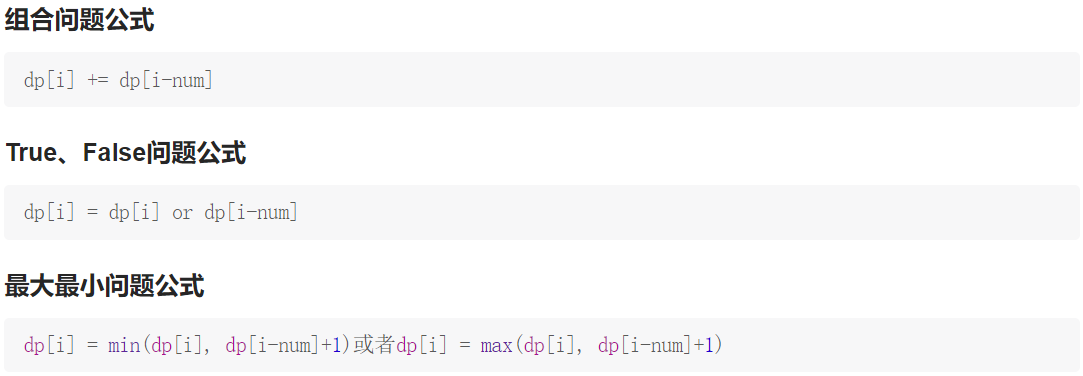 组合问题公式
dp[i] += dp[i-num]
True、False问题公式
dp[i] = dp[i] or dp[i-num]
最大最小问题公式
dp[i] = min(dp[i], dp[i-num]+1)或者dp[i] = max(dp[i], dp[i-num]+1)